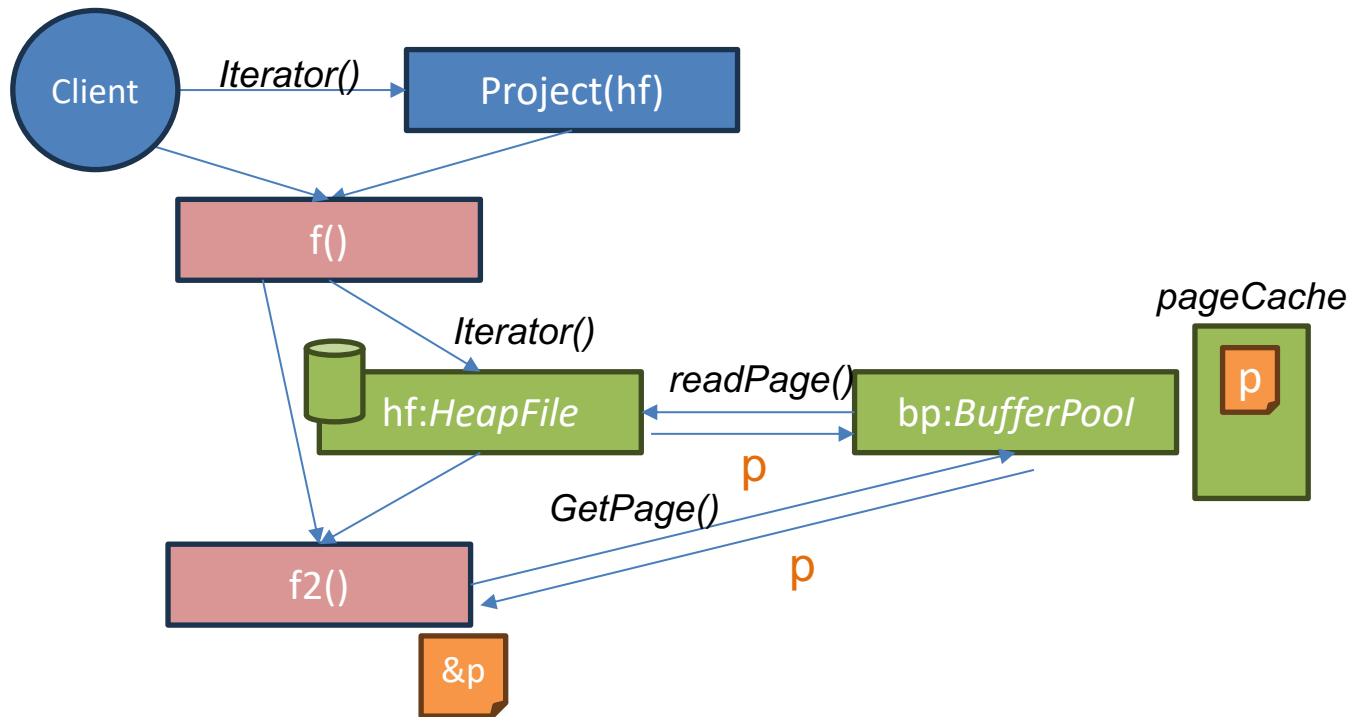 Client
Iterator()
Project(hf)
f()
pageCache
Iterator()
readPage()
p
hf:HeapFile
bp:BufferPool
p
GetPage()
p
f2()
&p